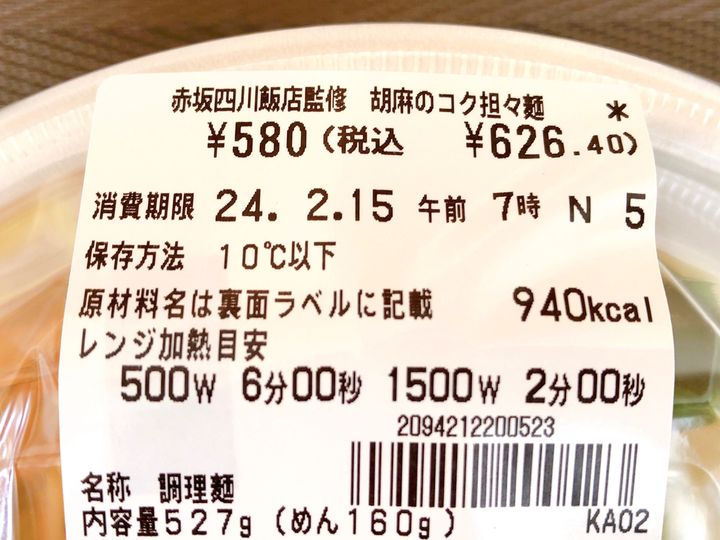 赤坂四川飯店監修 胡麻のコク担々麺
¥580(税込 ¥626.40) *
消費期限 24. 2.15 午前 7時 N 5
保存方法 10℃以下
原材料名は裏面ラベルに記載 940kcal
レンジ加熱目安
500W 6分00秒 1500W 2分00秒
2094212200523
名称 調理麺
内容量527g(めん160g) KA02